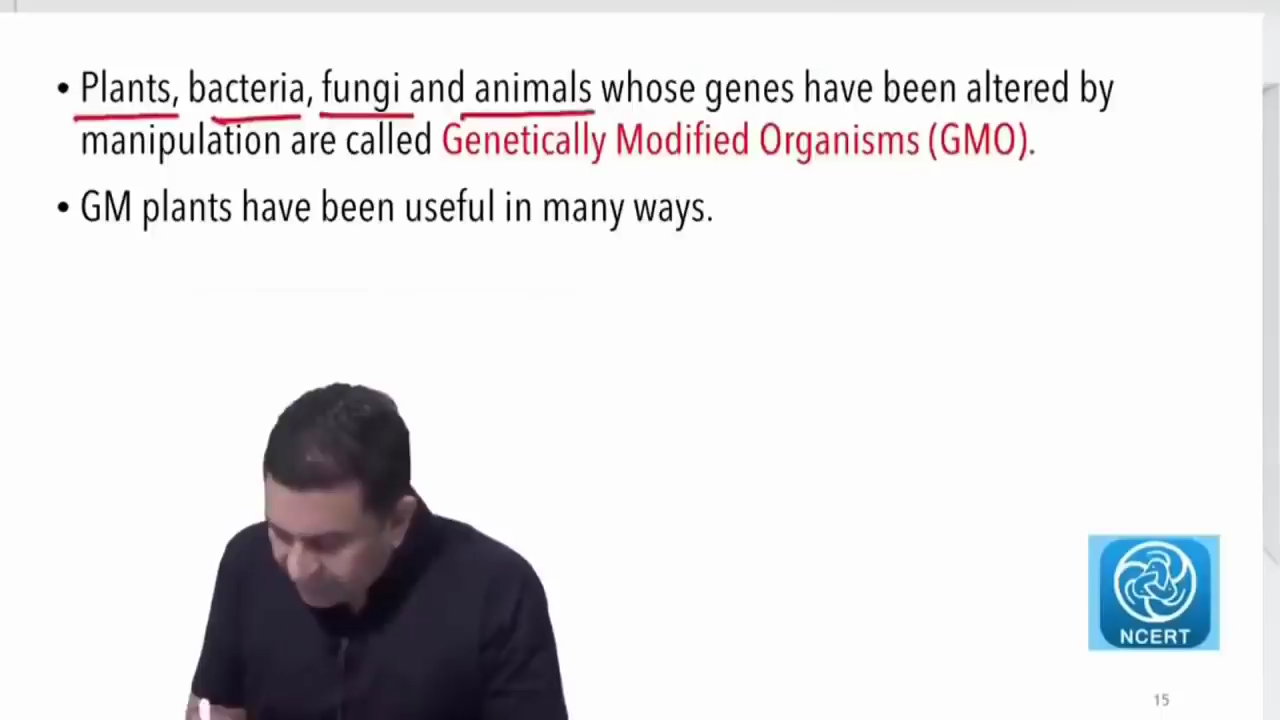 • Plants, bacteria, fungi and animals whose genes have been altered by
manipulation are called Genetically Modified Organisms (GMO).
• GM plants have been useful in many ways.
NCERT
15